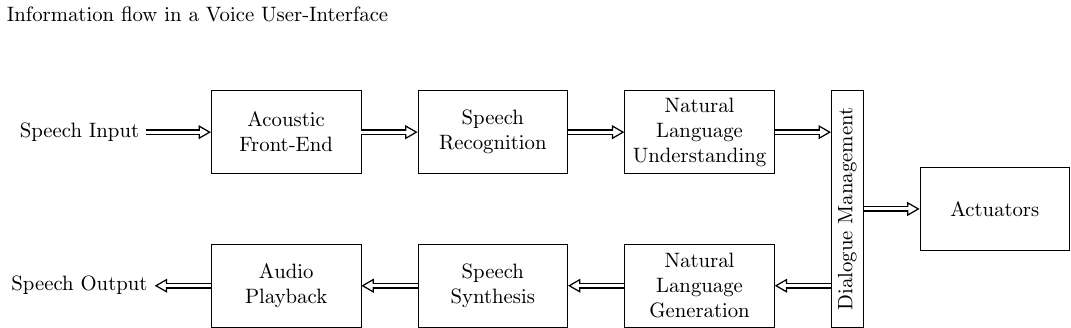 Information flow in a Voice User-Interface
Speech Input
Acoustic
Front-End
Speech
Recognition
Natural
Language
Understanding
Dialogue Management
Actuators
Speech Output
Audio
Playback
Speech
Synthesis
Natural
Language
Generation